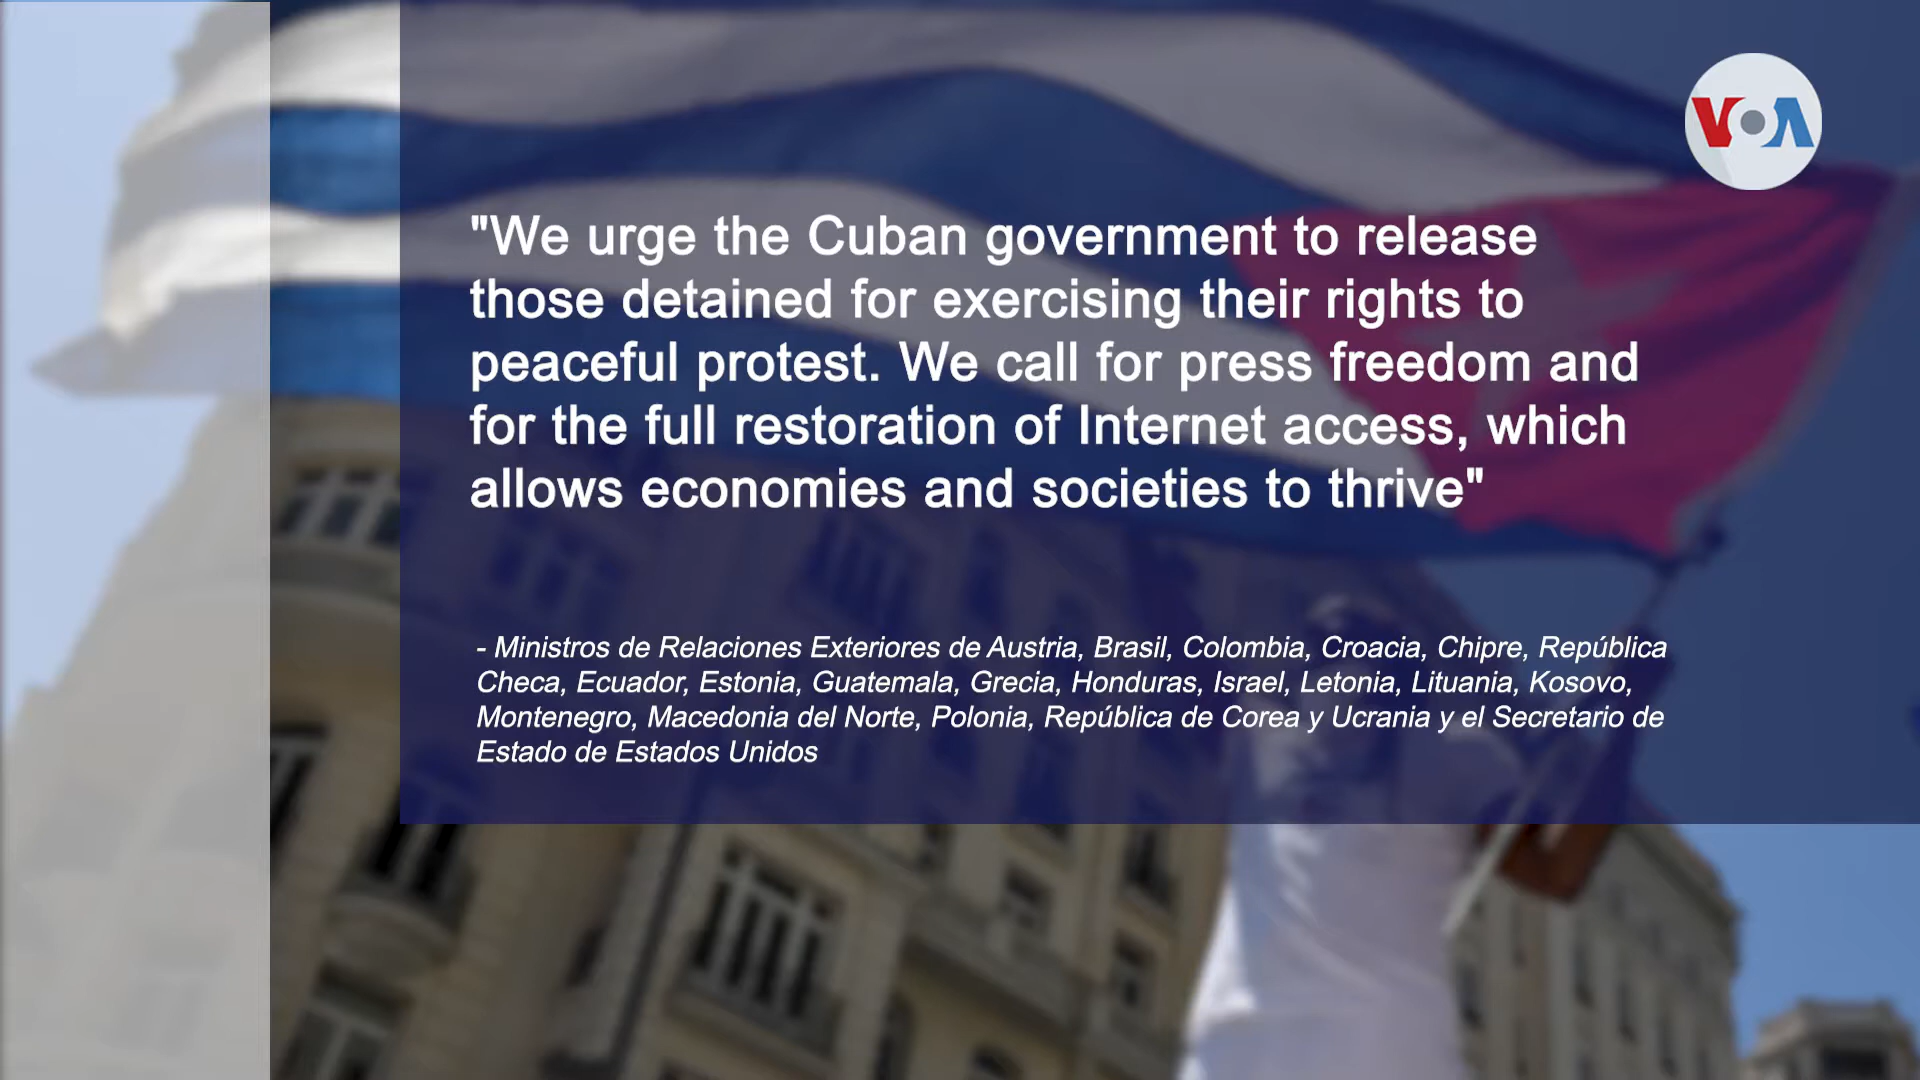 VOA
"We urge the Cuban government to release
those detained for exercising their rights to
peaceful protest. We call for press freedom and
for the full restoration of Internet access, which
allows economies and societies to thrive"
- Ministros de Relaciones Exteriores de Austria, Brasil, Colombia, Croacia, Chipre, República
Checa, Ecuador, Estonia, Guatemala, Grecia, Honduras, Israel, Letonia, Lituania, Kosovo,
Montenegro, Macedonia del Norte, Polonia, República de Corea y Ucrania y el Secretario de
Estado de Estados Unidos